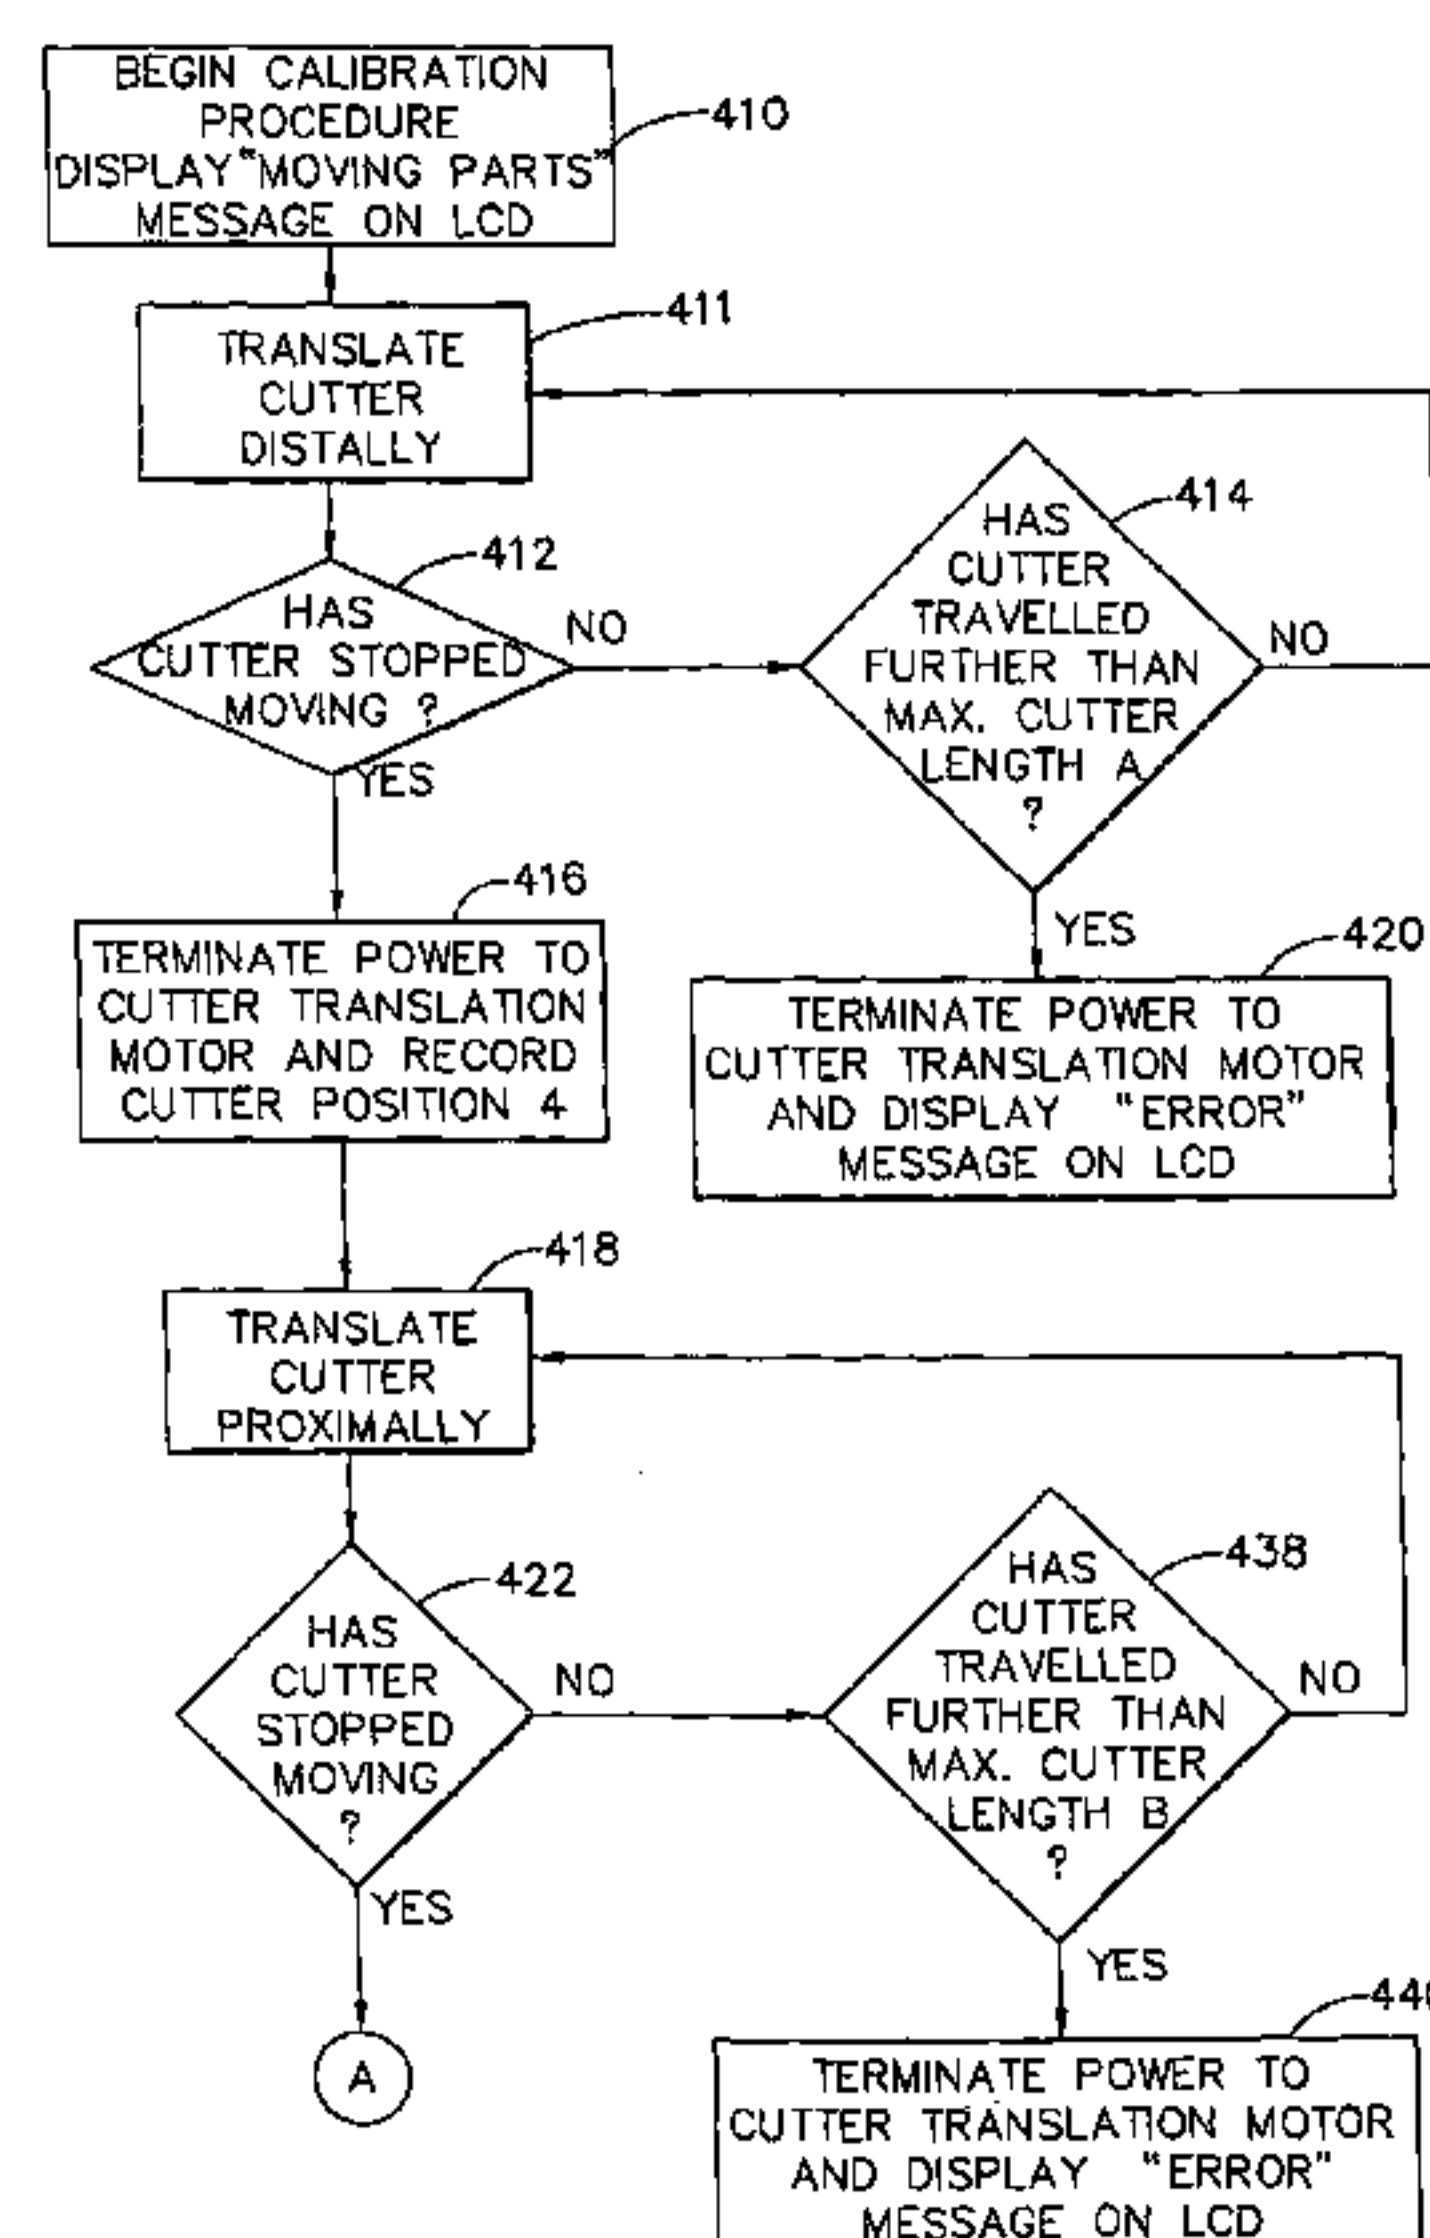 BEGIN CALIBRATION
PROCEDURE
DISPLAY "MOVING PARTS"
MESSAGE ON LCD
410
TRANSLATE
CUTTER
DISTALLY
411
HAS
CUTTER STOPPED
MOVING ?
412
NO
YES
HAS
CUTTER
TRAVELLED
FURTHER THAN
MAX. CUTTER
LENGTH A
?
414
NO
YES
TERMINATE POWER TO
CUTTER TRANSLATION
MOTOR AND RECORD
CUTTER POSITION 4
416
TERMINATE POWER TO
CUTTER TRANSLATION MOTOR
AND DISPLAY "ERROR"
MESSAGE ON LCD
420
TRANSLATE
CUTTER
PROXIMALLY
418
HAS
CUTTER
STOPPED
MOVING
?
422
NO
YES
HAS
CUTTER
TRAVELLED
FURTHER THAN
MAX. CUTTER
LENGTH B
?
438
NO
YES
A
TERMINATE POWER TO
CUTTER TRANSLATION MOTOR
AND DISPLAY "ERROR"
MESSAGE ON LCD